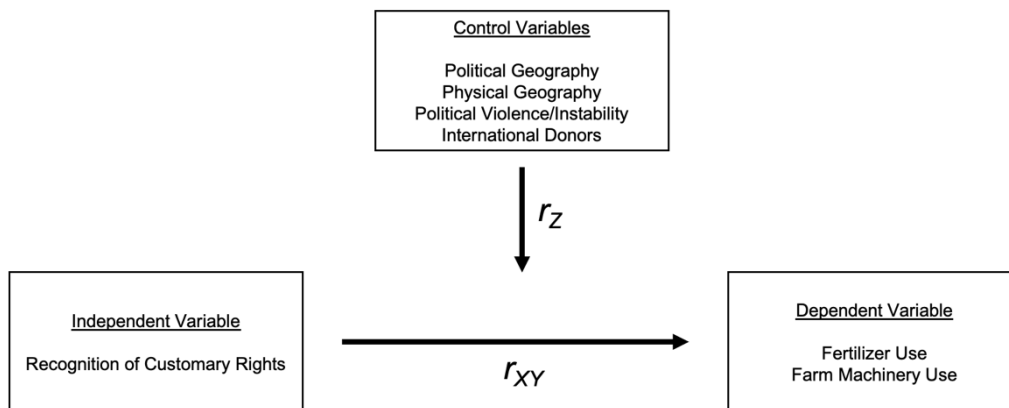 Control Variables
Political Geography
Physical Geography
Political Violence/Instability
International Donors
rZ
Independent Variable
Recognition of Customary Rights
rXY
Dependent Variable
Fertilizer Use
Farm Machinery Use